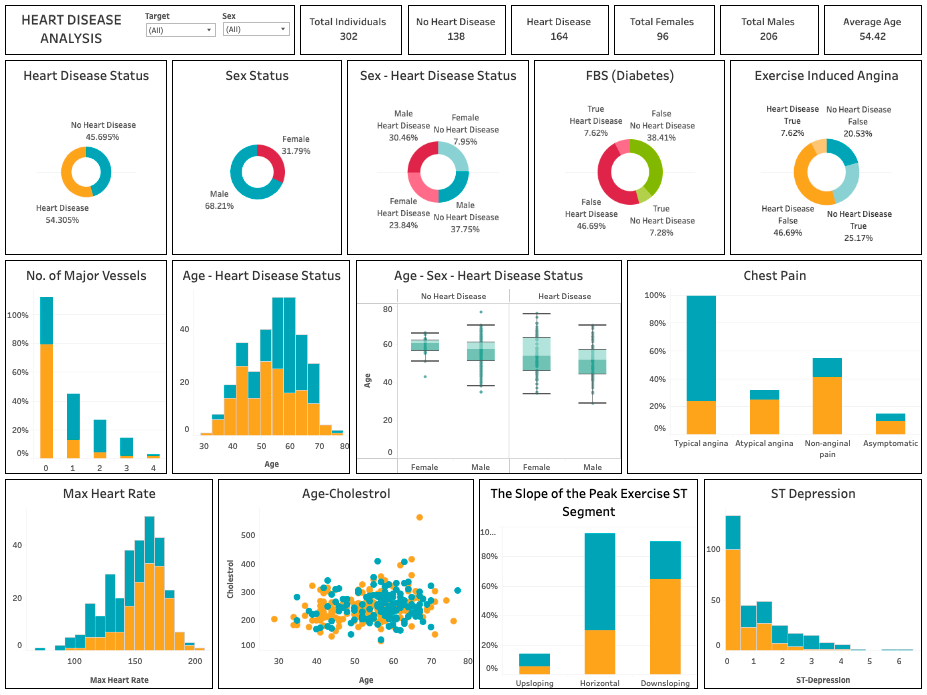 HEART DISEASE
ANALYSIS
Target
(All)
Sex
(All)
Total Individuals
302
No Heart Disease
138
Heart Disease
164
Total Females
96
Total Males
206
Average Age
54.42
Heart Disease Status
No Heart Disease
45.695%
Heart Disease
54.305%
Sex Status
Female
31.79%
Male
68.21%
Sex - Heart Disease Status
Male
Heart Disease
30.46%
Female
No Heart Disease
7.95%
Female
Heart Disease
23.84%
Male
No Heart Disease
37.75%
FBS (Diabetes)
True
Heart Disease
7.62%
False
No Heart Disease
38.41%
False
Heart Disease
46.69%
True
No Heart Disease
7.28%
Exercise Induced Angina
Heart Disease
True
7.62%
No Heart Disease
False
20.53%
Heart Disease
False
46.69%
No Heart Disease
True
25.17%
No. of Major Vessels
100%
80%
60%
40%
20%
0%
0 1 2 3 4
Age - Heart Disease Status
40
20
0
30 40 50 60 70 80
Age
Age - Sex - Heart Disease Status
No Heart Disease Heart Disease
80
60
40
20
0
Age
Female Male Female Male
Chest Pain
100%
80%
60%
40%
20%
0%
Typical angina Atypical angina Non-anginal Asymptomatic
pain
Max Heart Rate
40
20
0
100 150 200
Max Heart Rate
Age-Cholestrol
500
400
300
200
100
Cholestrol
30 40 50 60 70 80
Age
The Slope of the Peak Exercise ST
Segment
10...
80%
60%
40%
20%
0%
Upsloping Horizontal Downsloping
ST Depression
100
50
0
0 1 2 3 4 5 6
ST-Depression